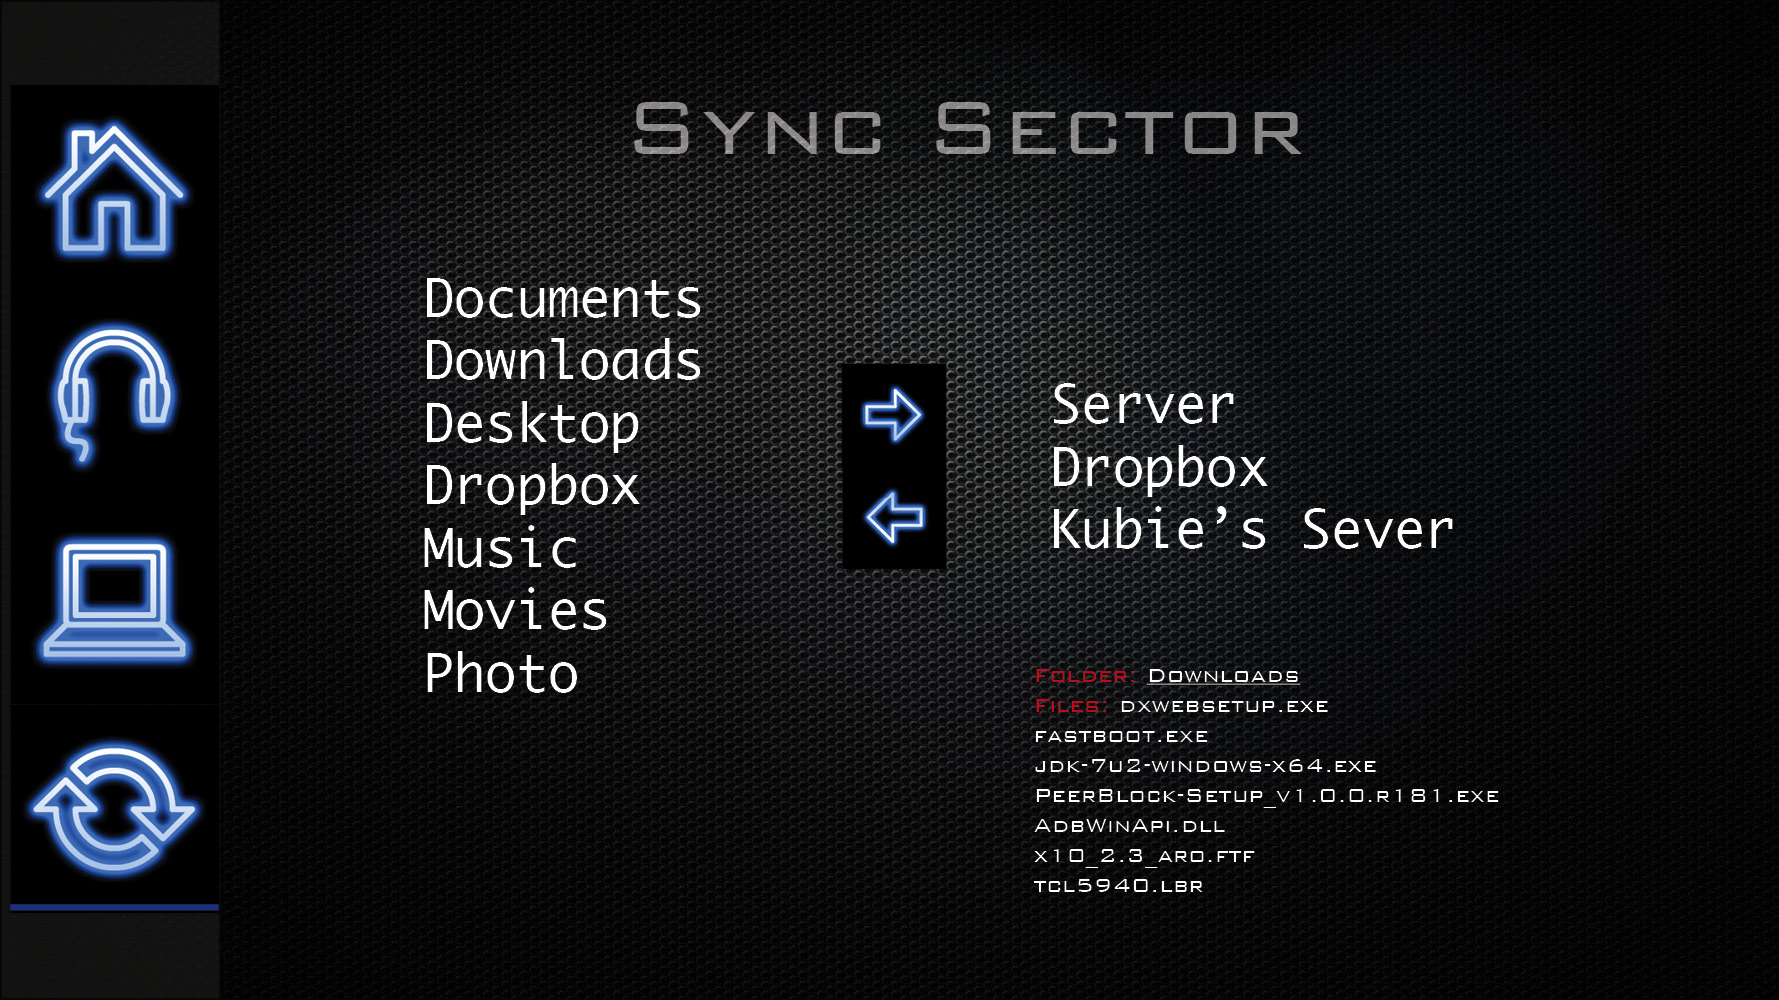 Sync Sector
Documents
Downloads
Desktop
Dropbox
Music
Movies
Photo
Server
Dropbox
Kubie’s Sever
Folder: Downloads
Files: dxwebsetup.exe
fastboot.exe
jdk-7u2-windows-x64.exe
PeerBlock-Setup_v1.0.0.r181.exe
AdbWinApi.dll
x10_2.3_aro.ftf
tcl5940.lbr